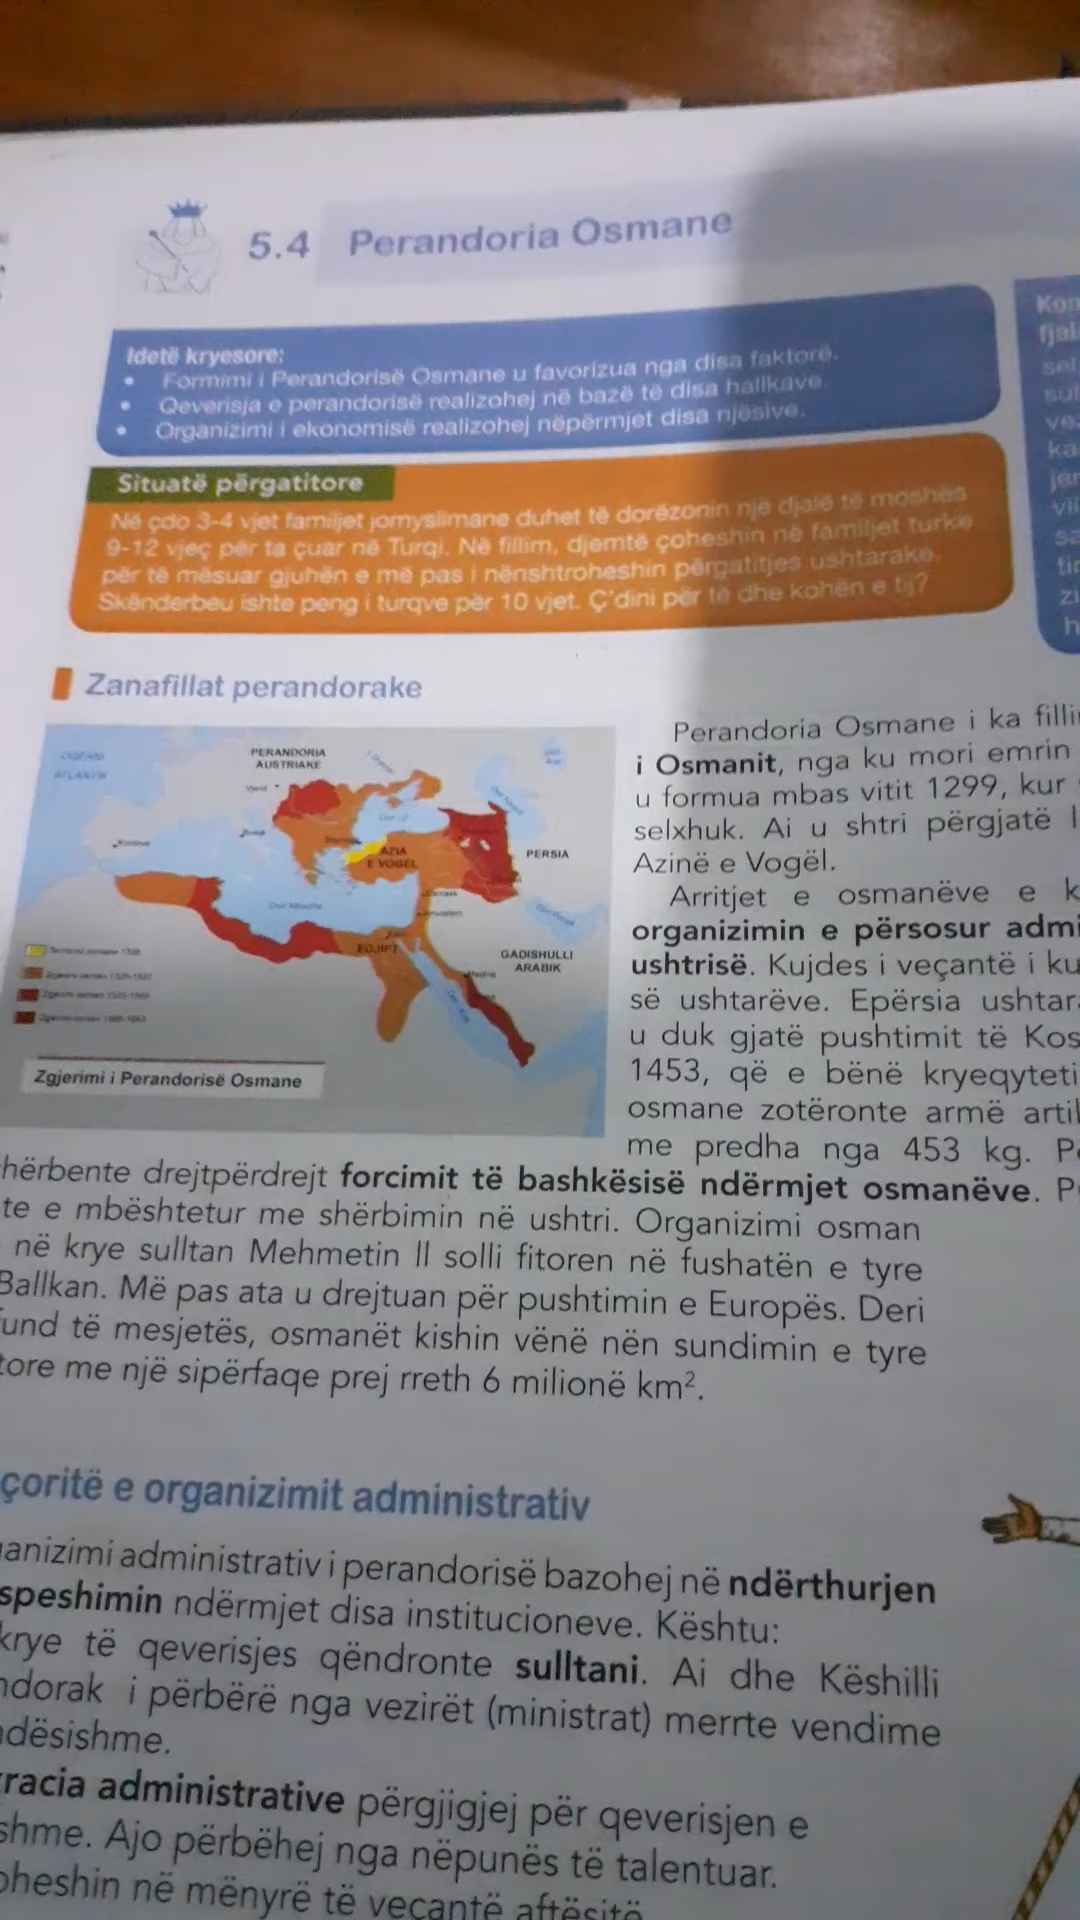 5.4 Perandoria Osmane
Idetë kryesore:
• Formimi i Perandorisë Osmane u favorizua nga disa faktorë.
• Qeverisja e perandorisë realizohej në bazë të disa hallkave.
• Organizimi i ekonomisë realizohej nëpërmjet disa njësive.
Situatë përgatitore
Në çdo 3-4 vjet familjet jomyslimane duhet të dorëzonin një djalë të moshës
9-12 vjeç për ta çuar në Turqi. Në fillim, djemtë çoheshin në familjet turke
për të mësuar gjuhën e më pas i nënshtroheshin përgatitjes ushtarake.
Skënderbeu ishte peng i turqve për 10 vjet. Ç'dini për të dhe kohën e tij?
Zanafillat perandorake
OQEANI
ATLANTIK
PERANDORIA
AUSTRIAKE
AZIA
E VOGËL
PERSIA
EGJIPT
GADISHULLI
ARABIK
Zgjerimi i Perandorisë Osmane
Perandoria Osmane i ka
i Osmanit, nga ku mori emrin
u formua mbas vitit 1299, kur
selxhuk. Ai u shtri përgjatë
Azinë e Vogël.
Arritjet e osmanëve e
organizimin e përsosur
ushtrisë. Kujdes i veçantë i
së ushtarëve. Epërsia
u duk gjatë pushtimit të
1453, që e bënë
osmane zotëronte armë
me predha nga 453 kg.
drejtpërdrejt forcimit të bashkësisë ndërmjet osmanëve.
te e mbështetur me shërbimin në ushtri. Organizimi osman
në krye sulltan Mehmetin II solli fitoren në fushatën e tyre
Ballkan. Më pas ata u drejtuan për pushtimin e Europës. Deri
und të mesjetës, osmanët kishin vënë nën sundimin e tyre
tore me një sipërfaqe prej rreth 6 milionë km².
çoritë e organizimit administrativ
anizimi administrativ i perandorisë bazohej në ndërthurjen
speshimin ndërmjet disa institucioneve. Kështu:
krye të qeverisjes qëndronte sulltani. Ai dhe Këshilli
ndorak i përbërë nga vezirët (ministrat) merrte vendime
dësishme.
racia administrative përgjigjej për qeverisjen e
shme. Ajo përbëhej nga nëpunës të talentuar.
oheshin në mënyrë të veçantë aftësitë